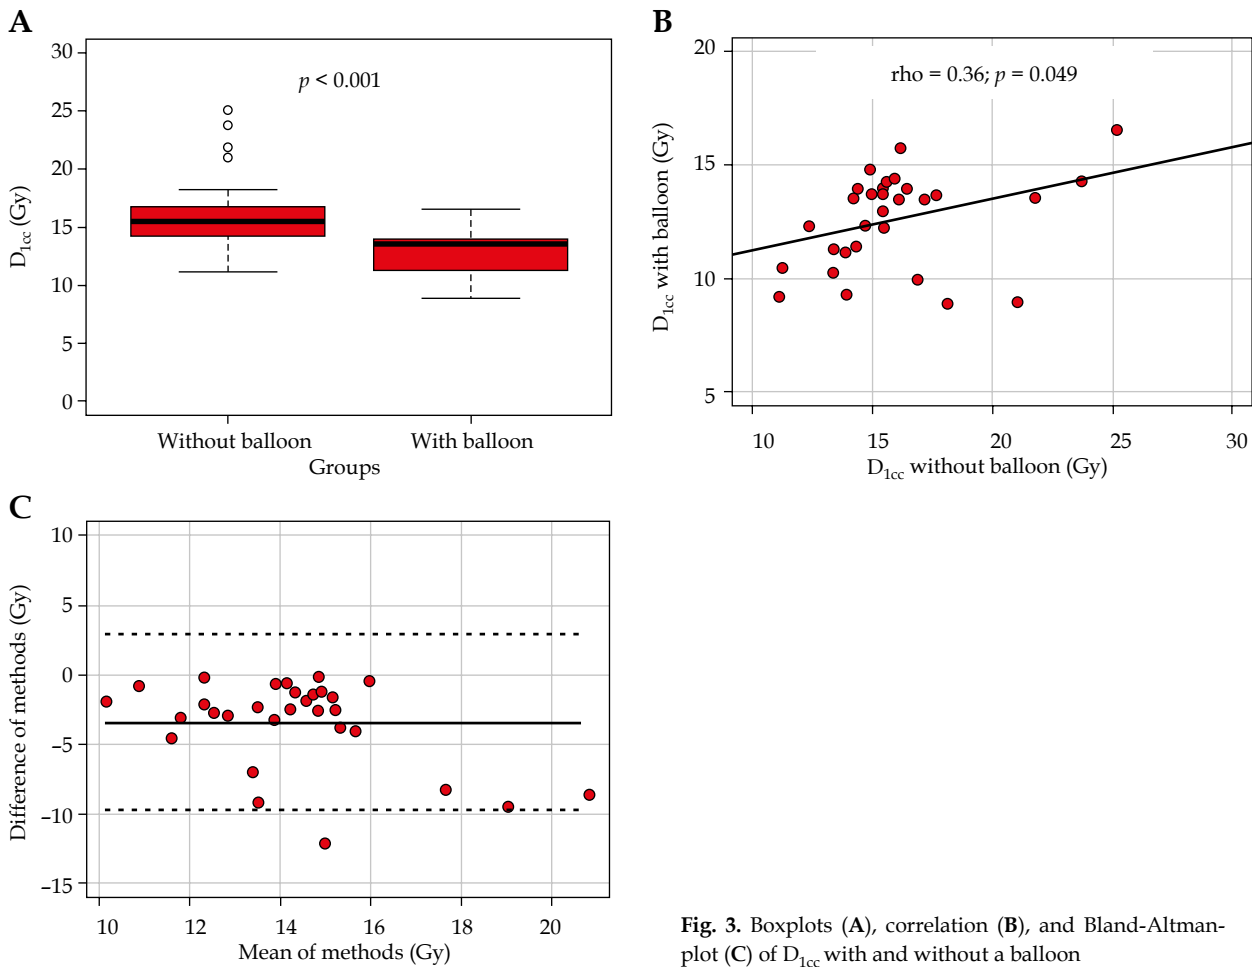 A
30
25
20
15
10
5
0
D1cc (Gy)
p < 0.001
Without balloon
With balloon
Groups
B
20
15
10
5
D1cc with balloon (Gy)
rho = 0.36; p = 0.049
10
15
20
25
30
D1cc without balloon (Gy)
C
10
5
0
–5
–10
–15
Difference of methods (Gy)
10
12
14
16
18
20
Mean of methods (Gy)
Fig. 3. Boxplots (A), correlation (B), and Bland-Altman-
plot (C) of D1cc with and without a balloon